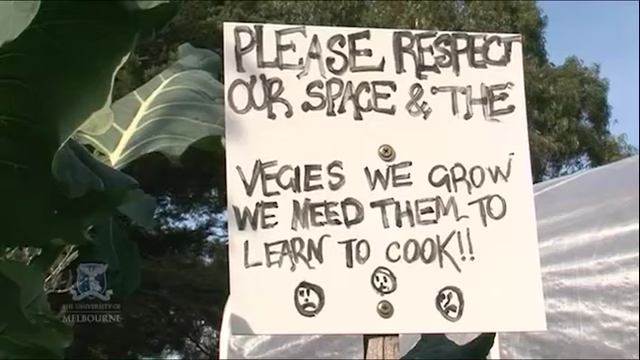 PLEASE RESPECT
OUR SPACE & THE
VEGIES WE GROW
WE NEED THEM TO
LEARN TO COOK!!
THE UNIVERSITY OF
MELBOURNE